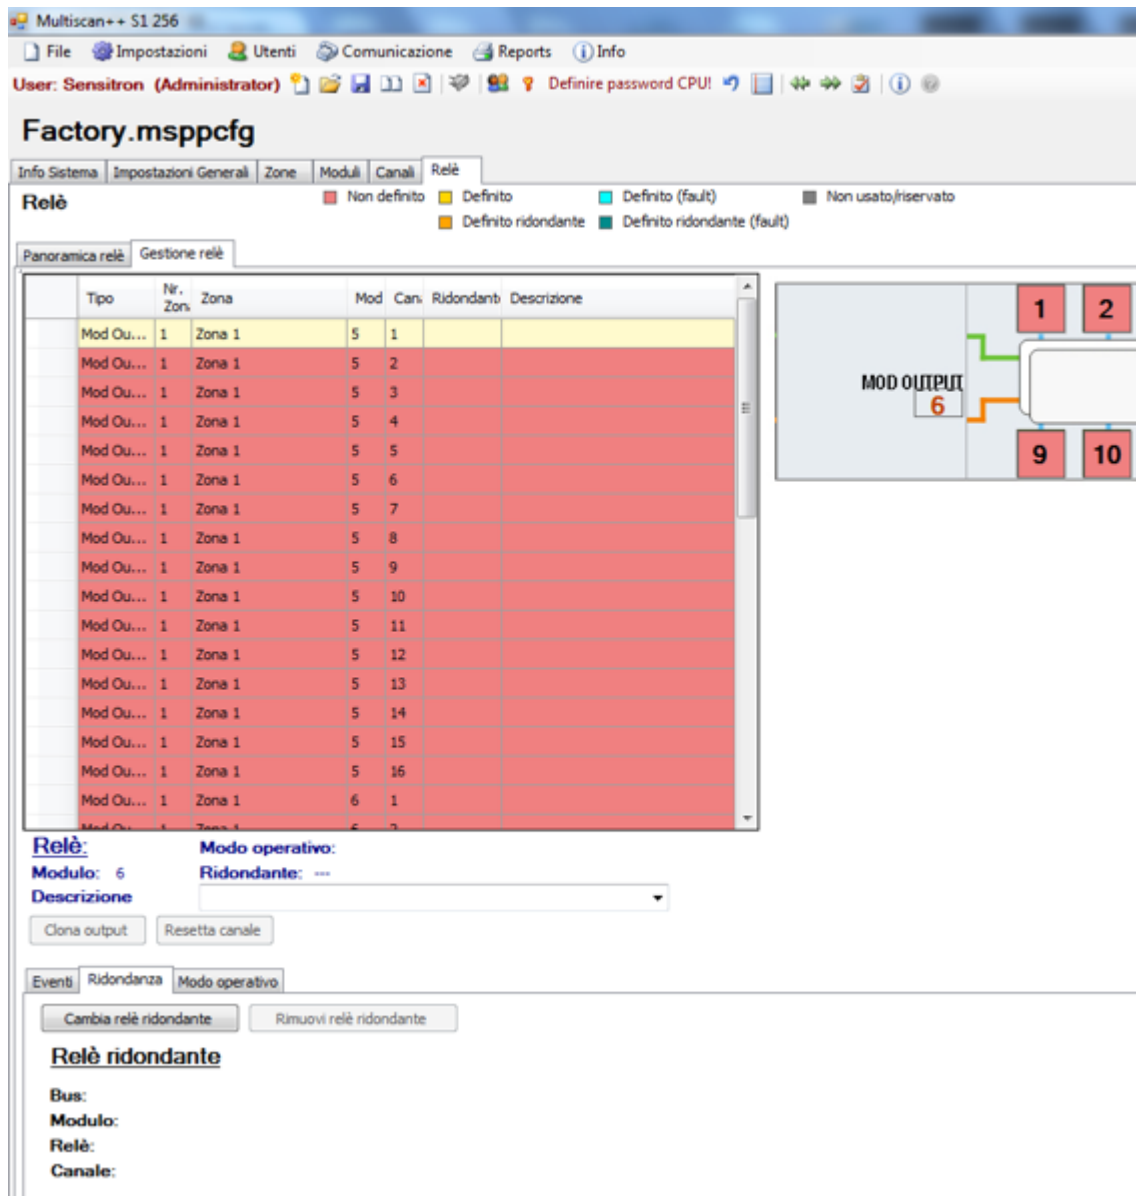 Multiscan++ S1 256
File Impostazioni Utenti Comunicazione Reports Info
User: Sensitron (Administrator) Definire password CPU!
Factory.msppcfg
Info Sistema Impostazioni Generali Zone Moduli Canali Relè
Relè
Non definito Definito Definito (fault) Non usato/riservato
Definito ridondante Definito ridondante (fault)
Panoramica relè Gestione relè
Tipo Nr. Zon. Zona Mod Can. Ridondant Descrizione
Mod Ou... 1 Zona 1 5 1
Mod Ou... 1 Zona 1 5 2
Mod Ou... 1 Zona 1 5 3
Mod Ou... 1 Zona 1 5 4
Mod Ou... 1 Zona 1 5 5
Mod Ou... 1 Zona 1 5 6
Mod Ou... 1 Zona 1 5 7
Mod Ou... 1 Zona 1 5 8
Mod Ou... 1 Zona 1 5 9
Mod Ou... 1 Zona 1 5 10
Mod Ou... 1 Zona 1 5 11
Mod Ou... 1 Zona 1 5 12
Mod Ou... 1 Zona 1 5 13
Mod Ou... 1 Zona 1 5 14
Mod Ou... 1 Zona 1 5 15
Mod Ou... 1 Zona 1 5 16
Mod Ou... 1 Zona 1 6 1
1 2
MOD OUTPUT
6
9 10
Relè: Modo operativo:
Modulo: 6 Ridondante: ---
Descrizione
Clona output Resetta canale
Eventi Ridondanza Modo operativo
Cambia relè ridondante Rimuovi relè ridondante
Relè ridondante
Bus:
Modulo:
Relè:
Canale: